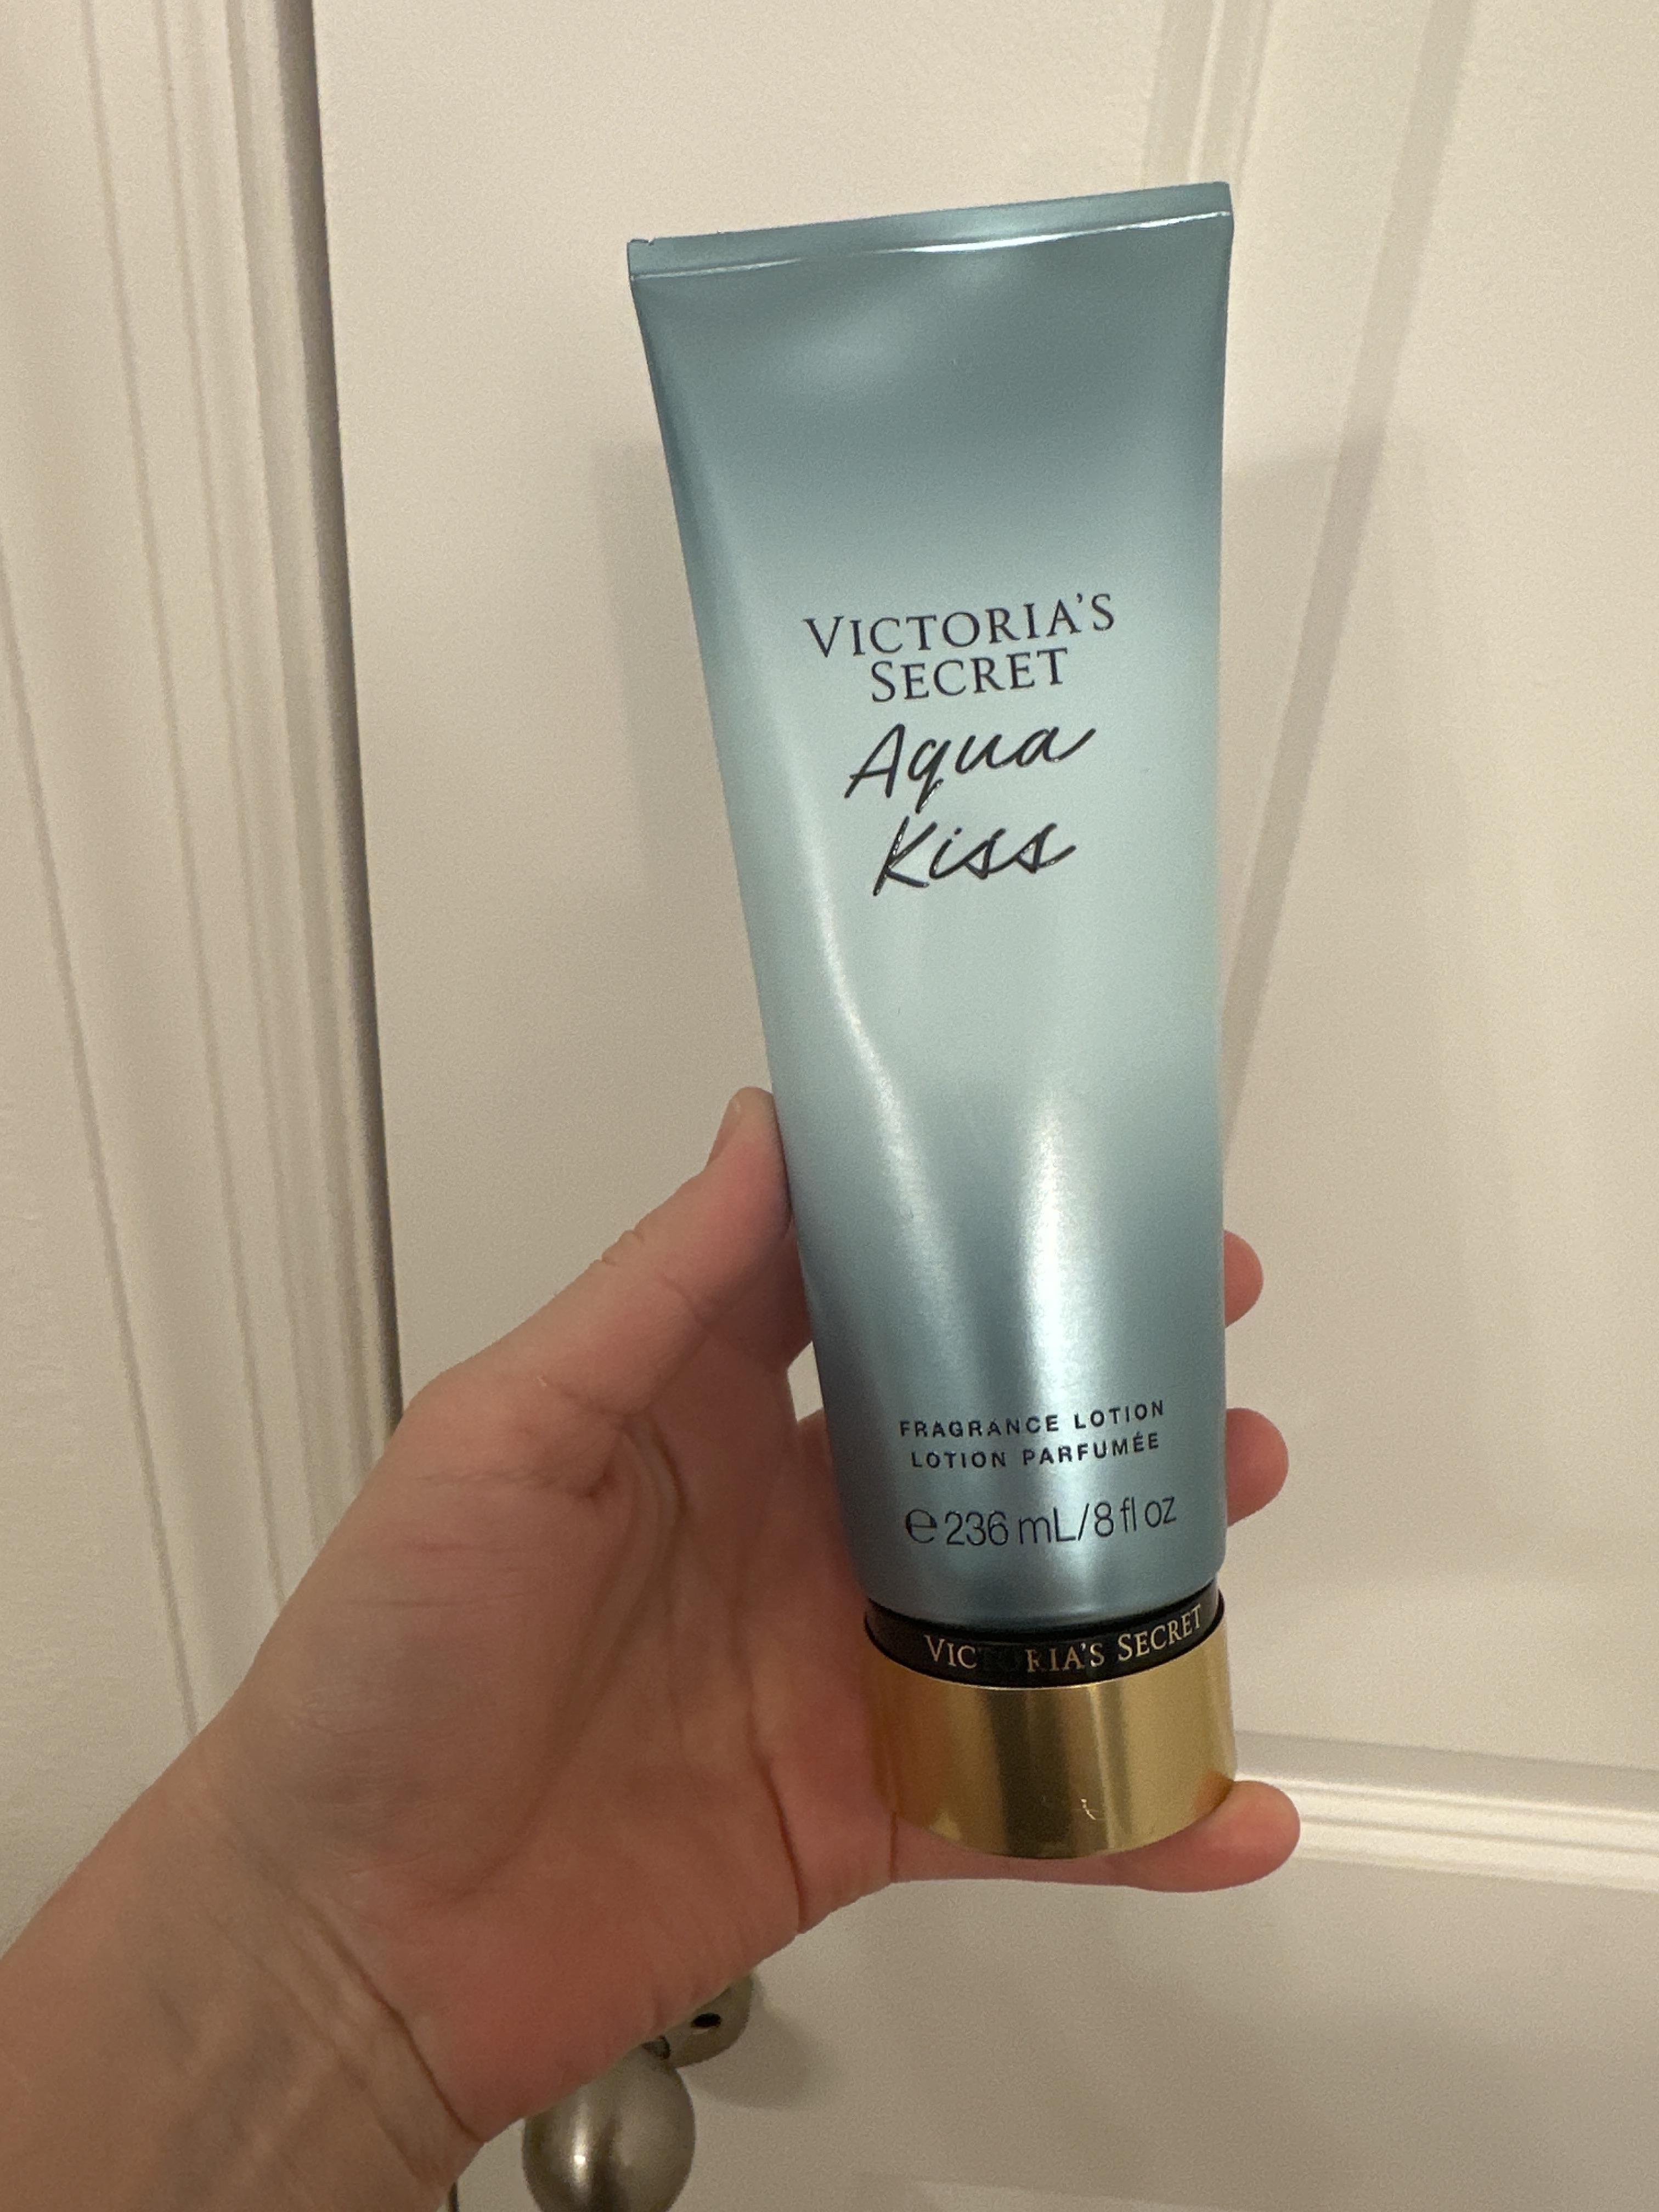 VICTORIA'S
SECRET
Aqua
Kiss
FRAGRANCE LOTION
LOTION PARFUMÉE
℮ 236 mL/8 fl oz
VICTORIA'S SECRET